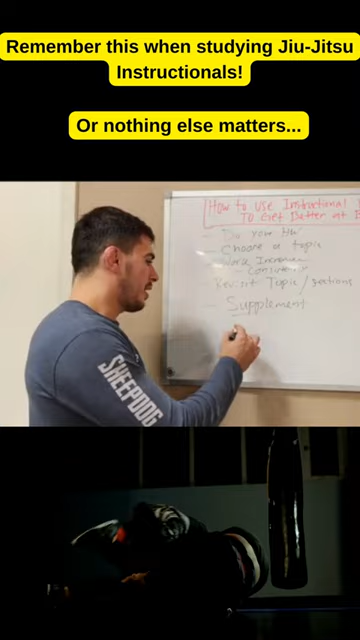 Remember this when studying Jiu-Jitsu
Instructionals!
Or nothing else matters...
How to use Instructional
To Get Better at
- Do your HW
- Choose a topic
- Work
- Revisit Topic/sections
- Supplement
SHEEPDOG